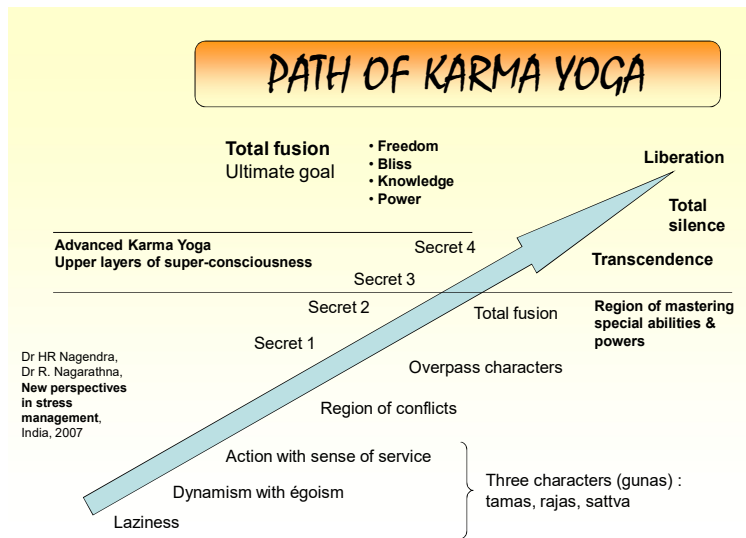 PATH OF KARMA YOGA
Total fusion
Ultimate goal
• Freedom
• Bliss
• Knowledge
• Power
Liberation
Total
silence
Transcendence
Advanced Karma Yoga
Upper layers of super-consciousness
Secret 4
Secret 3
Secret 2
Secret 1
Total fusion
Region of mastering
special abilities &
powers
Dr HR Nagendra,
Dr R. Nagarathna,
New perspectives
in stress
management,
India, 2007
Overpass characters
Region of conflicts
Action with sense of service
Dynamism with égoism
Laziness
Three characters (gunas) :
tamas, rajas, sattva